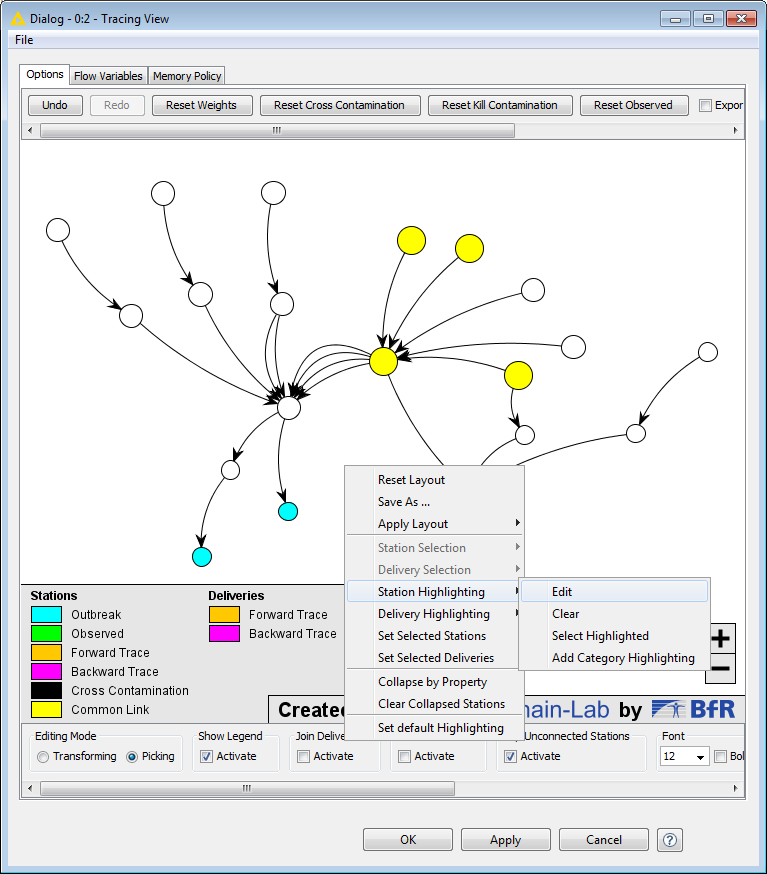 Dialog - 0:2 - Tracing View
File
Options Flow Variables Memory Policy
Undo Redo Reset Weights Reset Cross Contamination Reset Kill Contamination Reset Observed Expor
Reset Layout
Save As ...
Apply Layout
Station Selection
Delivery Selection
Station Highlighting
Delivery Highlighting
Set Selected Stations
Set Selected Deliveries
Collapse by Property
Clear Collapsed Stations
Set default Highlighting
Edit
Clear
Select Highlighted
Add Category Highlighting
Stations Deliveries
Outbreak Forward Trace
Observed Backward Trace
Forward Trace
Backward Trace
Cross Contamination
Common Link
+
−
Created ain-Lab by BfR
Editing Mode Show Legend Join Delive Unconnected Stations Font
Transforming Picking Activate Activate Activate Activate 12 Bol
OK Apply Cancel ?